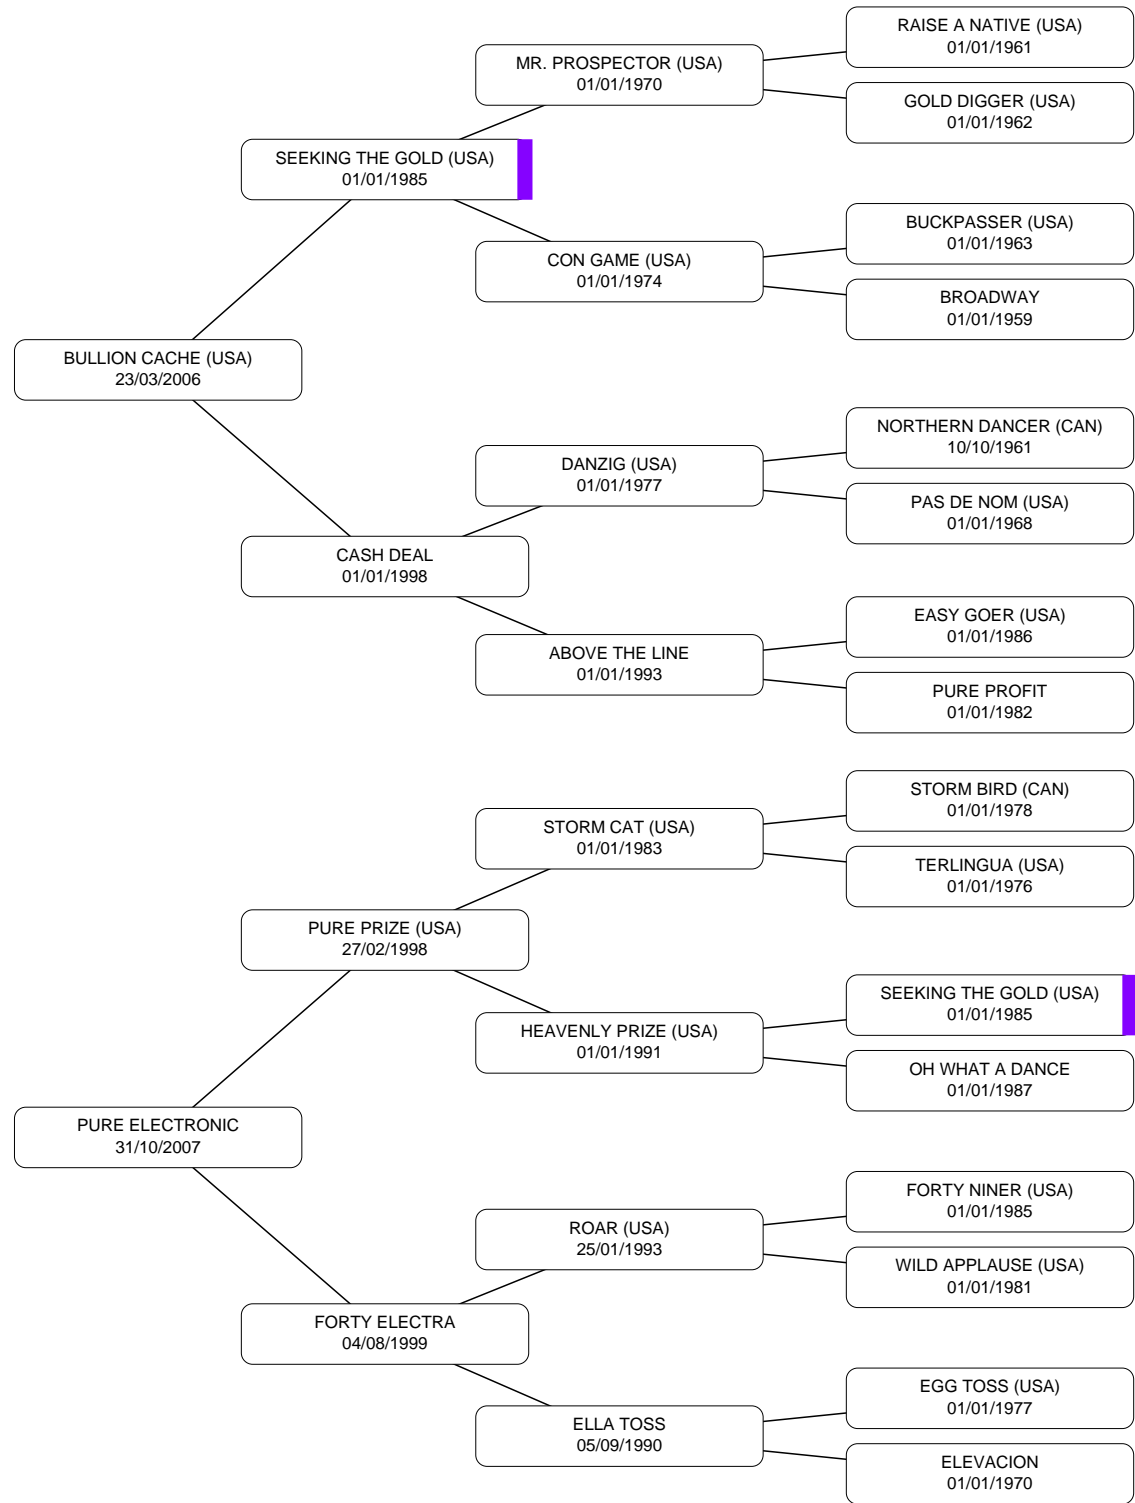 RAISE A NATIVE (USA)
01/01/1961
MR. PROSPECTOR (USA)
01/01/1970
GOLD DIGGER (USA)
01/01/1962
SEEKING THE GOLD (USA)
01/01/1985
BUCKPASSER (USA)
01/01/1963
CON GAME (USA)
01/01/1974
BROADWAY
01/01/1959
BULLION CACHE (USA)
23/03/2006
NORTHERN DANCER (CAN)
10/10/1961
DANZIG (USA)
01/01/1977
PAS DE NOM (USA)
01/01/1968
CASH DEAL
01/01/1998
EASY GOER (USA)
01/01/1986
ABOVE THE LINE
01/01/1993
PURE PROFIT
01/01/1982
STORM BIRD (CAN)
01/01/1978
STORM CAT (USA)
01/01/1983
TERLINGUA (USA)
01/01/1976
PURE PRIZE (USA)
27/02/1998
SEEKING THE GOLD (USA)
01/01/1985
HEAVENLY PRIZE (USA)
01/01/1991
OH WHAT A DANCE
01/01/1987
PURE ELECTRONIC
31/10/2007
FORTY NINER (USA)
01/01/1985
ROAR (USA)
25/01/1993
WILD APPLAUSE (USA)
01/01/1981
FORTY ELECTRA
04/08/1999
EGG TOSS (USA)
01/01/1977
ELLA TOSS
05/09/1990
ELEVACION
01/01/1970